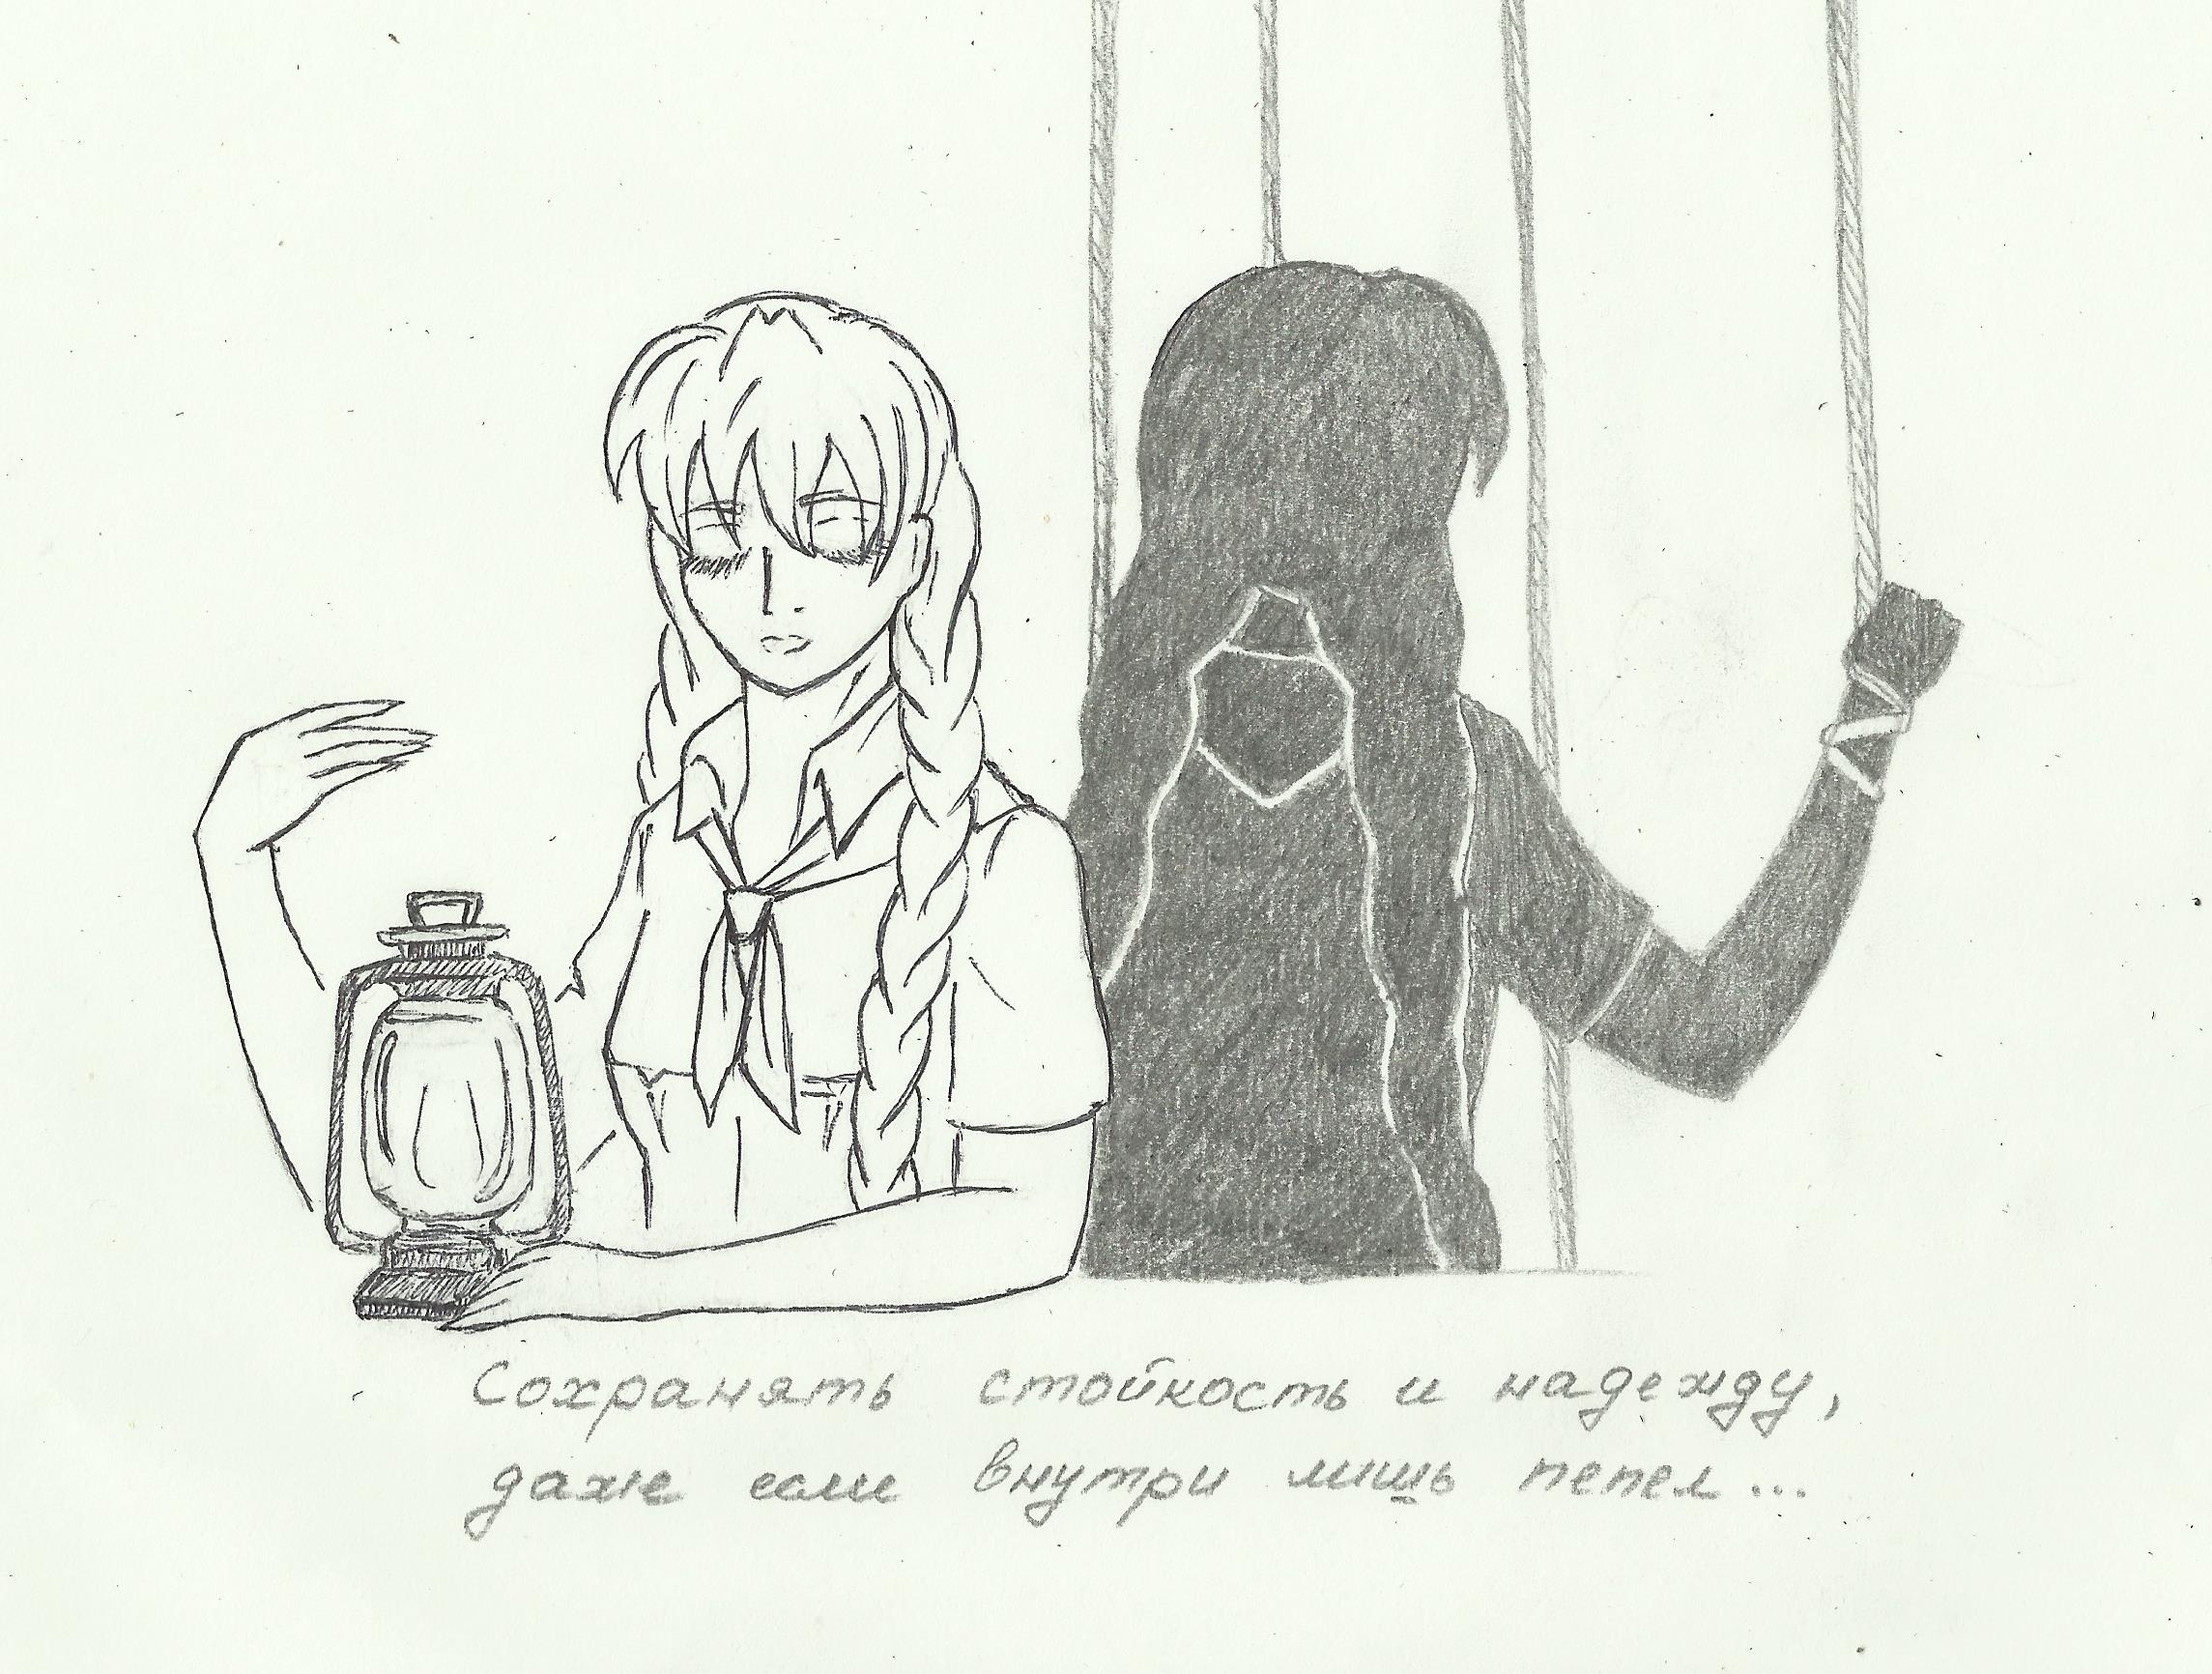 Сохранять стойкость и надежду,
даже если внутри лишь пепел...